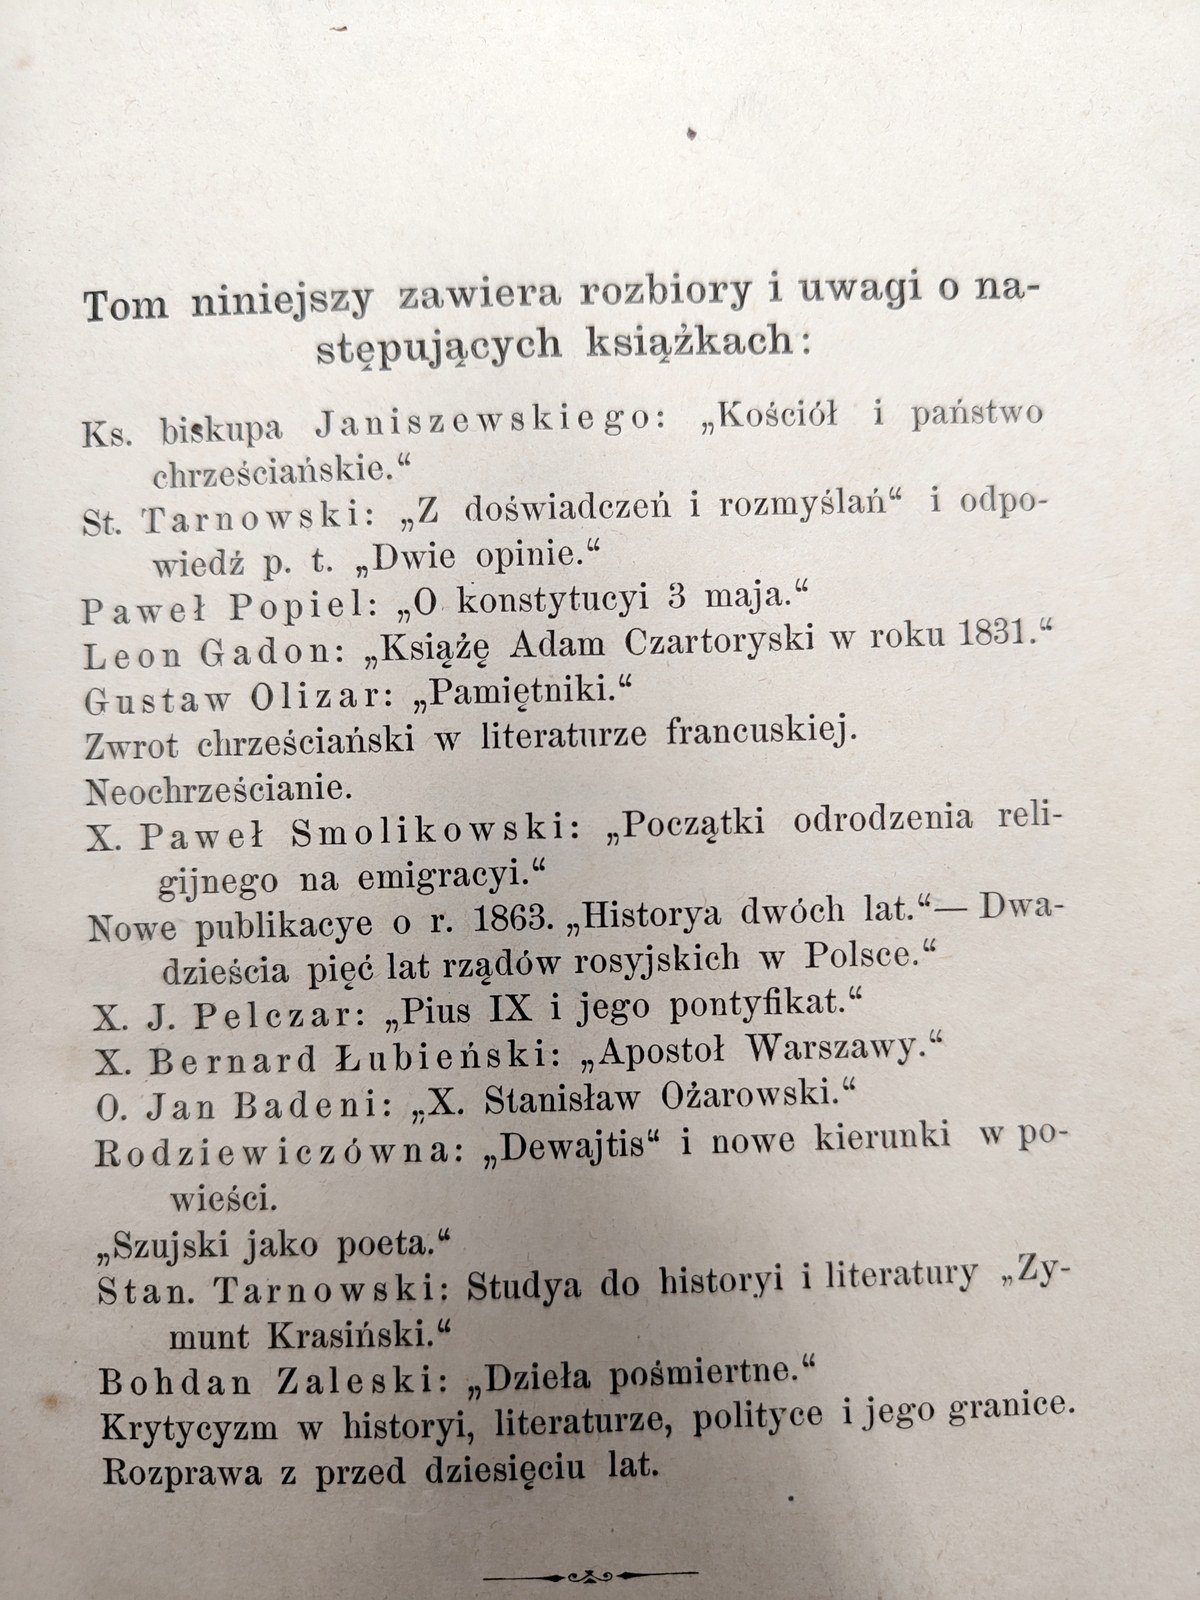 Tom niniejszy zawiera rozbiory i uwagi o na-
stępujących książkach:
Ks. biskupa Janiszewskiego: „Kościół i państwo
chrześciańskie.“
St. Tarnowski: „Z doświadczeń i rozmyślań“ i odpo-
wiedź p. t. „Dwie opinie.“
Paweł Popiel: „O konstytucyi 3 maja.“
Leon Gadon: „Książę Adam Czartoryski w roku 1831.“
Gustaw Olizar: „Pamiętniki.“
Zwrot chrześciański w literaturze francuskiej.
Neochrześcianie.
X. Paweł Smolikowski: „Początki odrodzenia reli-
gijnego na emigracyi.“
Nowe publikacye o r. 1863. „Historya dwóch lat.“— Dwa-
dzieścia pięć lat rządów rosyjskich w Polsce.“
X. J. Pelczar: „Pius IX i jego pontyfikat.“
X. Bernard Łubieński: „Apostoł Warszawy.“
O. Jan Badeni: „X. Stanisław Ożarowski.“
Rodziewiczówna: „Dewajtis“ i nowe kierunki w po-
wieści.
„Szujski jako poeta.“
Stan. Tarnowski: Studya do historyi i literatury „Zy-
munt Krasiński.“
Bohdan Zaleski: „Dzieła pośmiertne.“
Krytycyzm w historyi, literaturze, polityce i jego granice.
Rozprawa z przed dziesięciu lat.